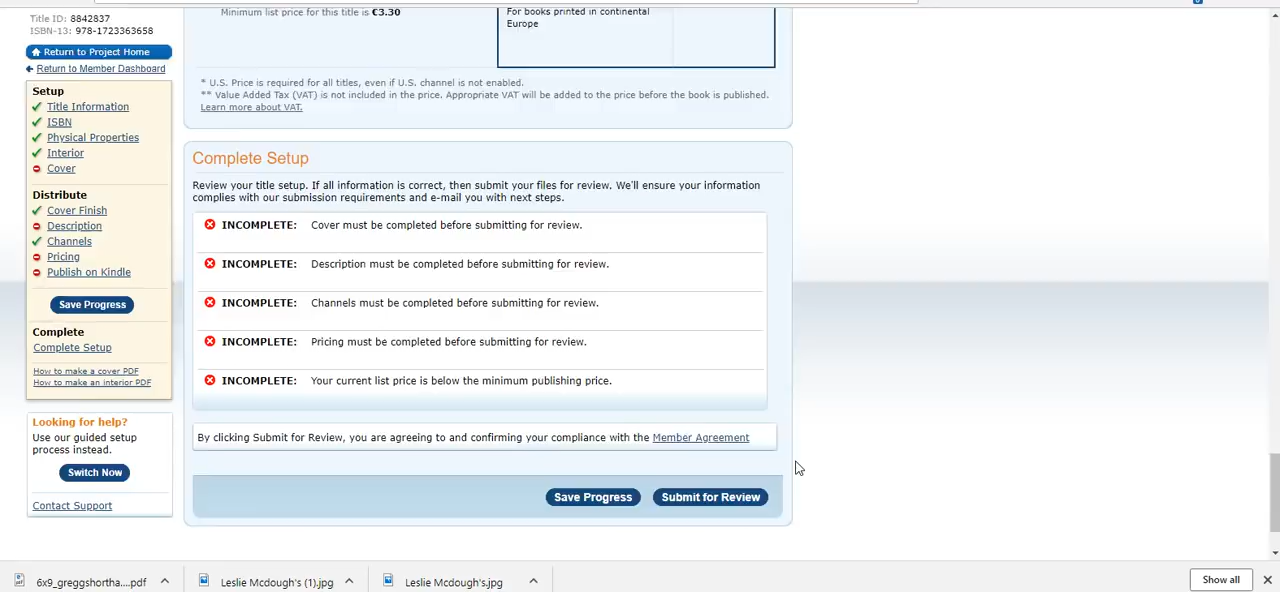 Title ID: 8842837
ISBN-13: 978-1723363658
Return to Project Home
Return to Member Dashboard
Setup
Title Information
ISBN
Physical Properties
Interior
Cover
Distribute
Cover Finish
Description
Channels
Pricing
Publish on Kindle
Save Progress
Complete
Complete Setup
How to make a cover PDF
How to make an interior PDF
Looking for help?
Use our guided setup
process instead.
Switch Now
Contact Support
Minimum list price for this title is €3.30
For books printed in continental
Europe
* U.S. Price is required for all titles, even if U.S. channel is not enabled.
** Value Added Tax (VAT) is not included in the price. Appropriate VAT will be added to the price before the book is published.
Learn more about VAT.
Complete Setup
Review your title setup. If all information is correct, then submit your files for review. We'll ensure your information
complies with our submission requirements and e-mail you with next steps.
INCOMPLETE: Cover must be completed before submitting for review.
INCOMPLETE: Description must be completed before submitting for review.
INCOMPLETE: Channels must be completed before submitting for review.
INCOMPLETE: Pricing must be completed before submitting for review.
INCOMPLETE: Your current list price is below the minimum publishing price.
By clicking Submit for Review, you are agreeing to and confirming your compliance with the Member Agreement
Save Progress Submit for Review
6x9_greggshortha....pdf Leslie Mcdough's (1).jpg Leslie Mcdough's.jpg Show all